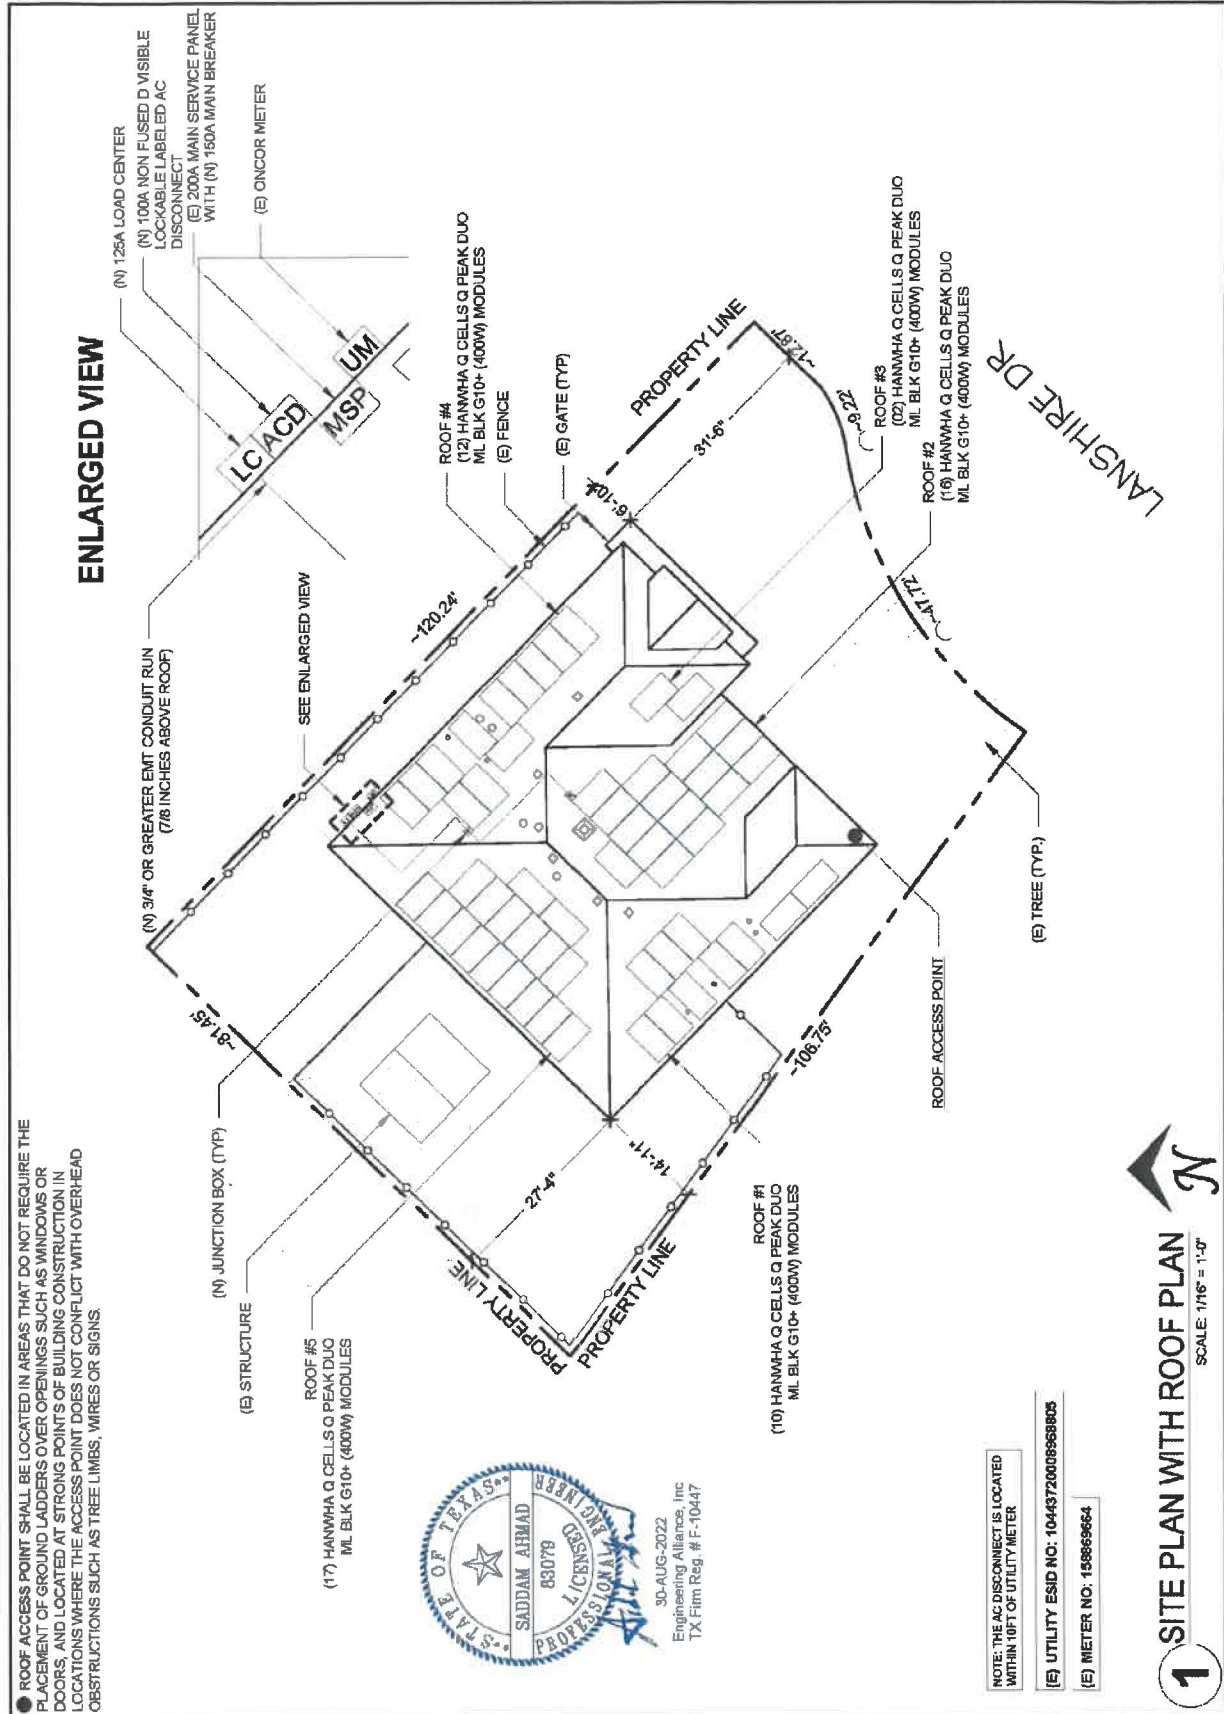 ● ROOF ACCESS POINT SHALL BE LOCATED IN AREAS THAT DO NOT REQUIRE THE
PLACEMENT OF GROUND LADDERS OVER OPENINGS SUCH AS WINDOWS OR
DOORS, AND LOCATED AT STRONG POINTS OF BUILDING CONSTRUCTION IN
LOCATIONS WHERE THE ACCESS POINT DOES NOT CONFLICT WITH OVERHEAD
OBSTRUCTIONS SUCH AS TREE LIMBS, WIRES OR SIGNS.
ENLARGED VIEW
(N) 125A LOAD CENTER
(N) 100A NON FUSED D VISIBLE
LOCKABLE LABELED AC
DISCONNECT
(E) 200A MAIN SERVICE PANEL
WITH (N) 150A MAIN BREAKER
(E) ONCOR METER
LC
ACD
MSP
UM
(N) 3/4" OR GREATER EMT CONDUIT RUN
(7/8 INCHES ABOVE ROOF)
SEE ENLARGED VIEW
ROOF #4
(12) HANWHA Q CELLS Q PEAK DUO
ML BLK G10+ (400W) MODULES
(E) FENCE
(E) GATE (TYP)
(N) JUNCTION BOX (TYP)
(E) STRUCTURE
ROOF #5
(17) HANWHA Q CELLS Q PEAK DUO
ML BLK G10+ (400W) MODULES
~81.45'
~120.24'
6'-10"
PROPERTY LINE
31'-6"
~12.87'
~9.22'
~47.72'
27'-4"
14'-11"
PROPERTY LINE
PROPERTY LINE
~106.75'
ROOF #3
(02) HANWHA Q CELLS Q PEAK DUO
ML BLK G10+ (400W) MODULES
ROOF #2
(16) HANWHA Q CELLS Q PEAK DUO
ML BLK G10+ (400W) MODULES
LANSHIRE DR
ROOF #1
(10) HANWHA Q CELLS Q PEAK DUO
ML BLK G10+ (400W) MODULES
ROOF ACCESS POINT
(E) TREE (TYP.)
STATE OF TEXAS
SADDAM AHMAD
83079
LICENSED
PROFESSIONAL ENGINEER
30-AUG-2022
Engineering Alliance, Inc
TX Firm Reg. # F-10447
NOTE: THE AC DISCONNECT IS LOCATED
WITHIN 10FT OF UTILITY METER
(E) UTILITY ESID NO: 10443720008968805
(E) METER NO: 158869664
1
SITE PLAN WITH ROOF PLAN
SCALE: 1/16" = 1'-0"
N